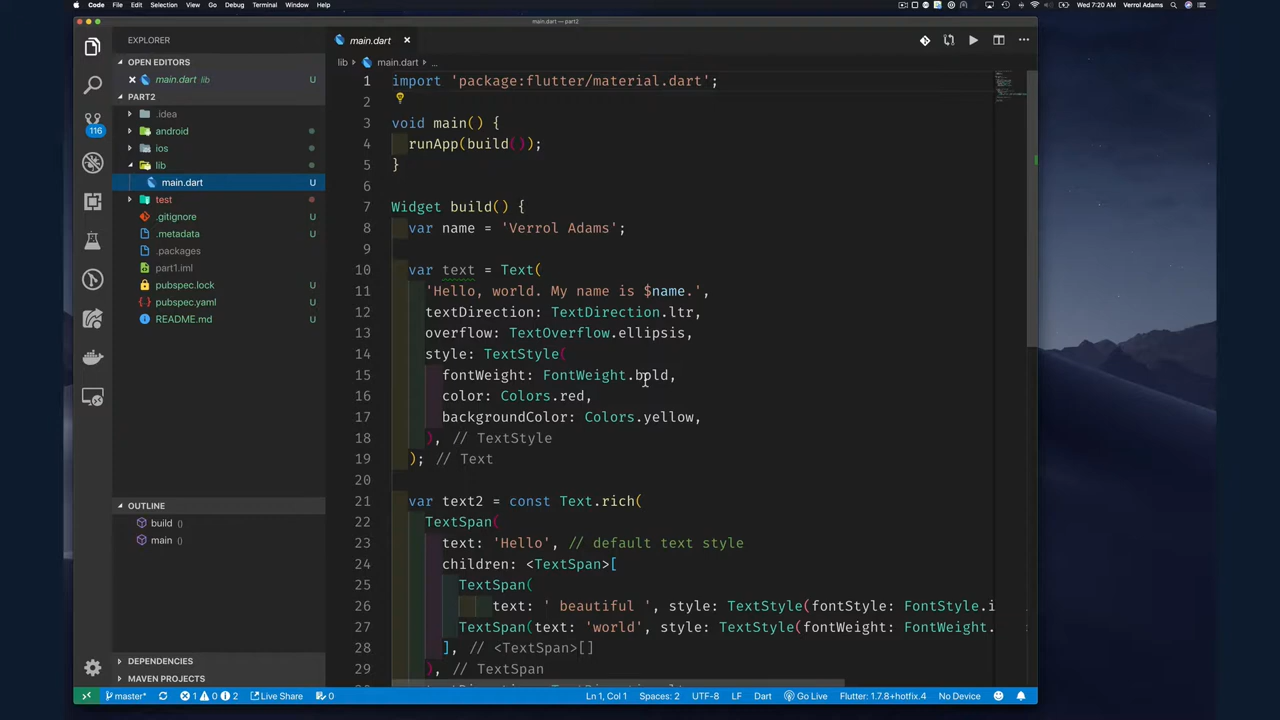 Code File Edit Selection View Go Debug Terminal Window Help
Wed 7:20 AM Verrol Adams
main.dart — part2
EXPLORER
OPEN EDITORS
main.dart lib U
PART2
.idea
android
ios
lib
main.dart U
test
.gitignore U
.metadata U
.packages
part1.iml
pubspec.lock U
pubspec.yaml U
README.md U
116
OUTLINE
build ()
main ()
DEPENDENCIES
MAVEN PROJECTS
main.dart
lib › main.dart › ...
1 import 'package:flutter/material.dart';
2
3 void main() {
4 runApp(build());
5 }
6
7 Widget build() {
8 var name = 'Verrol Adams';
9
10 var text = Text(
11 'Hello, world. My name is $name.',
12 textDirection: TextDirection.ltr,
13 overflow: TextOverflow.ellipsis,
14 style: TextStyle(
15 fontWeight: FontWeight.bold,
16 color: Colors.red,
17 backgroundColor: Colors.yellow,
18 ), // TextStyle
19 ); // Text
20
21 var text2 = const Text.rich(
22 TextSpan(
23 text: 'Hello', // default text style
24 children: <TextSpan>[
25 TextSpan(
26 text: ' beautiful ', style: TextStyle(fontStyle: FontStyle.i
27 TextSpan(text: 'world', style: TextStyle(fontWeight: FontWeight.
28 ], // <TextSpan>[]
29 ), // TextSpan
master* 1 0 2 Live Share 0 Ln 1, Col 1 Spaces: 2 UTF-8 LF Dart Go Live Flutter: 1.7.8+hotfix.4 No Device